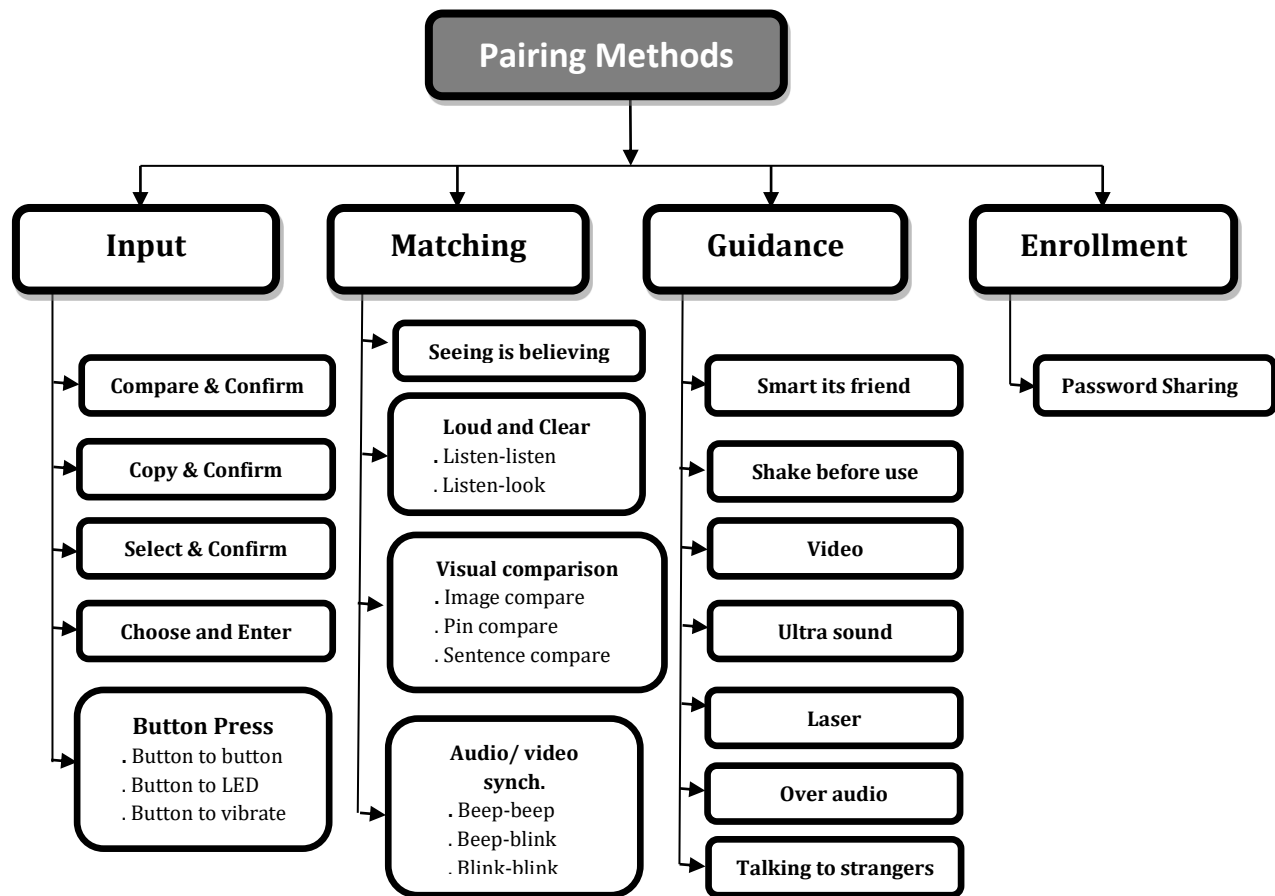 Pairing Methods
Input
Compare & Confirm
Copy & Confirm
Select & Confirm
Choose and Enter
Button Press
. Button to button
. Button to LED
. Button to vibrate
Matching
Seeing is believing
Loud and Clear
. Listen-listen
. Listen-look
Visual comparison
. Image compare
. Pin compare
. Sentence compare
Audio/ video
synch.
. Beep-beep
. Beep-blink
. Blink-blink
Guidance
Smart its friend
Shake before use
Video
Ultra sound
Laser
Over audio
Talking to strangers
Enrollment
Password Sharing